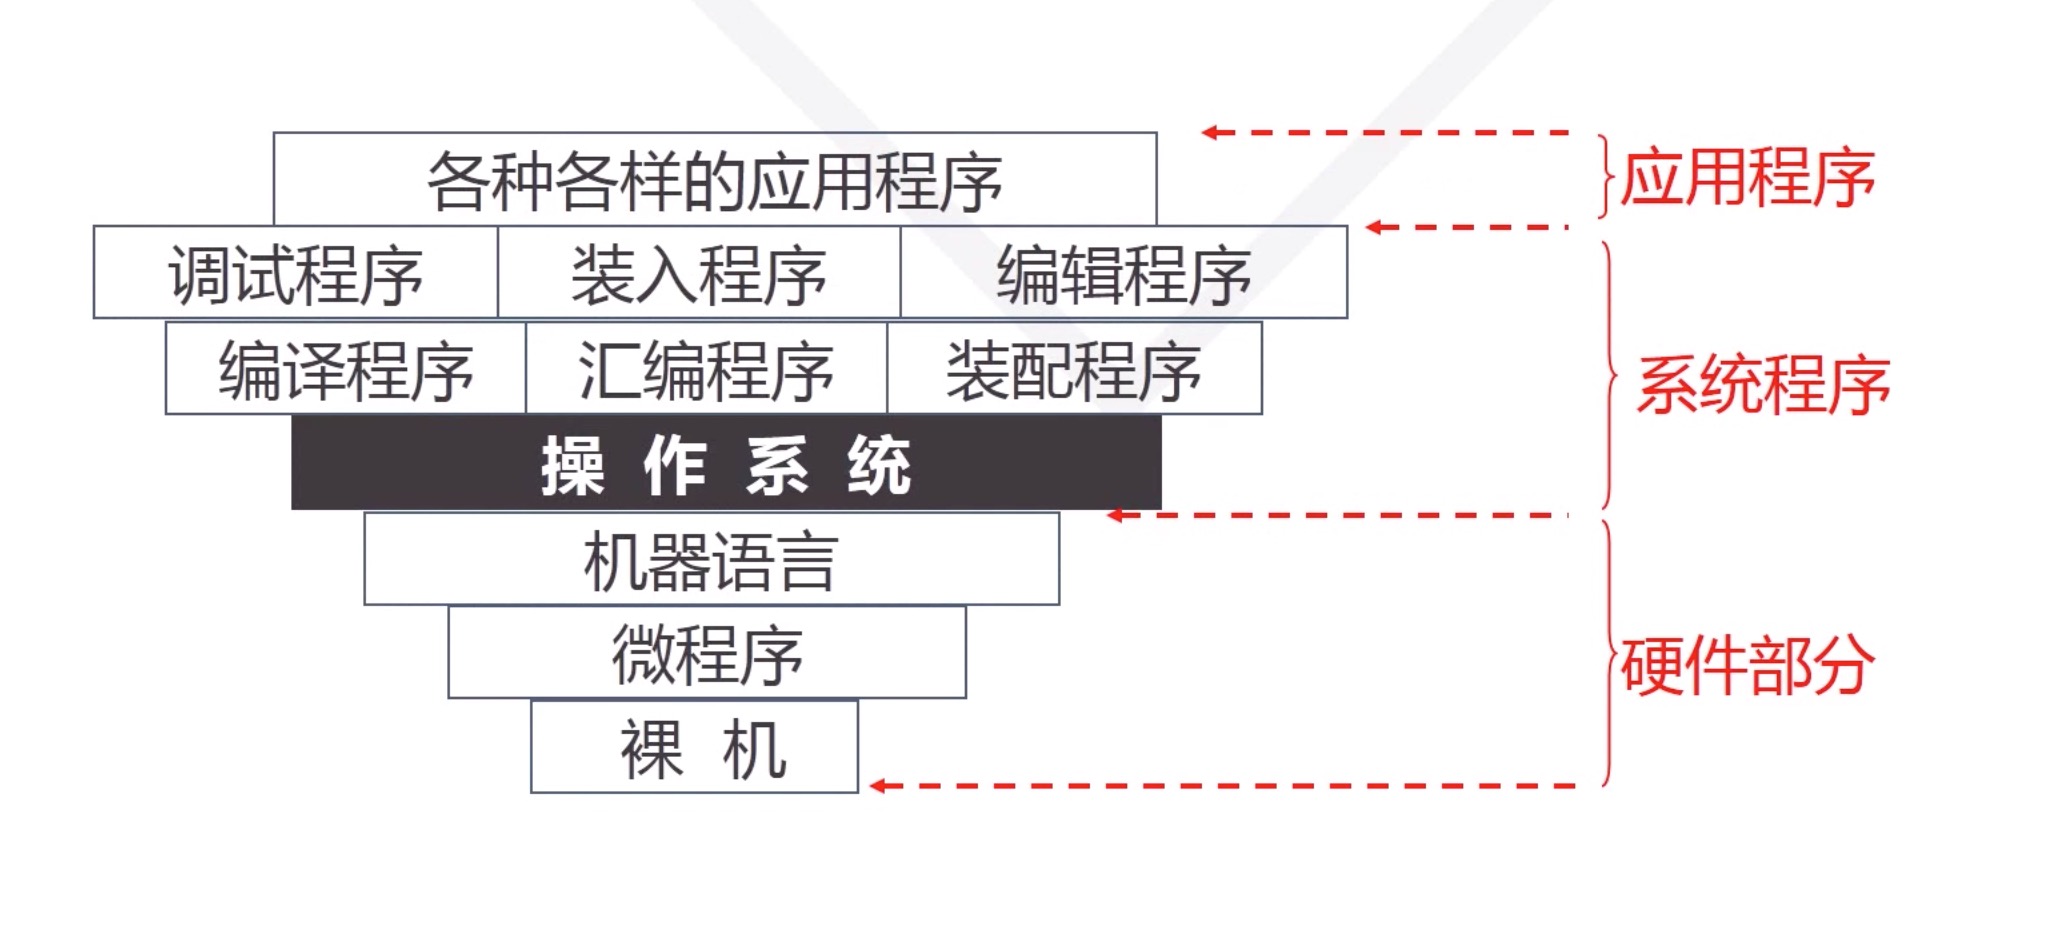 各种各样的应用程序
应用程序
调试程序 装入程序 编辑程序
编译程序 汇编程序 装配程序
系统程序
操作系统
机器语言
微程序
硬件部分
裸机